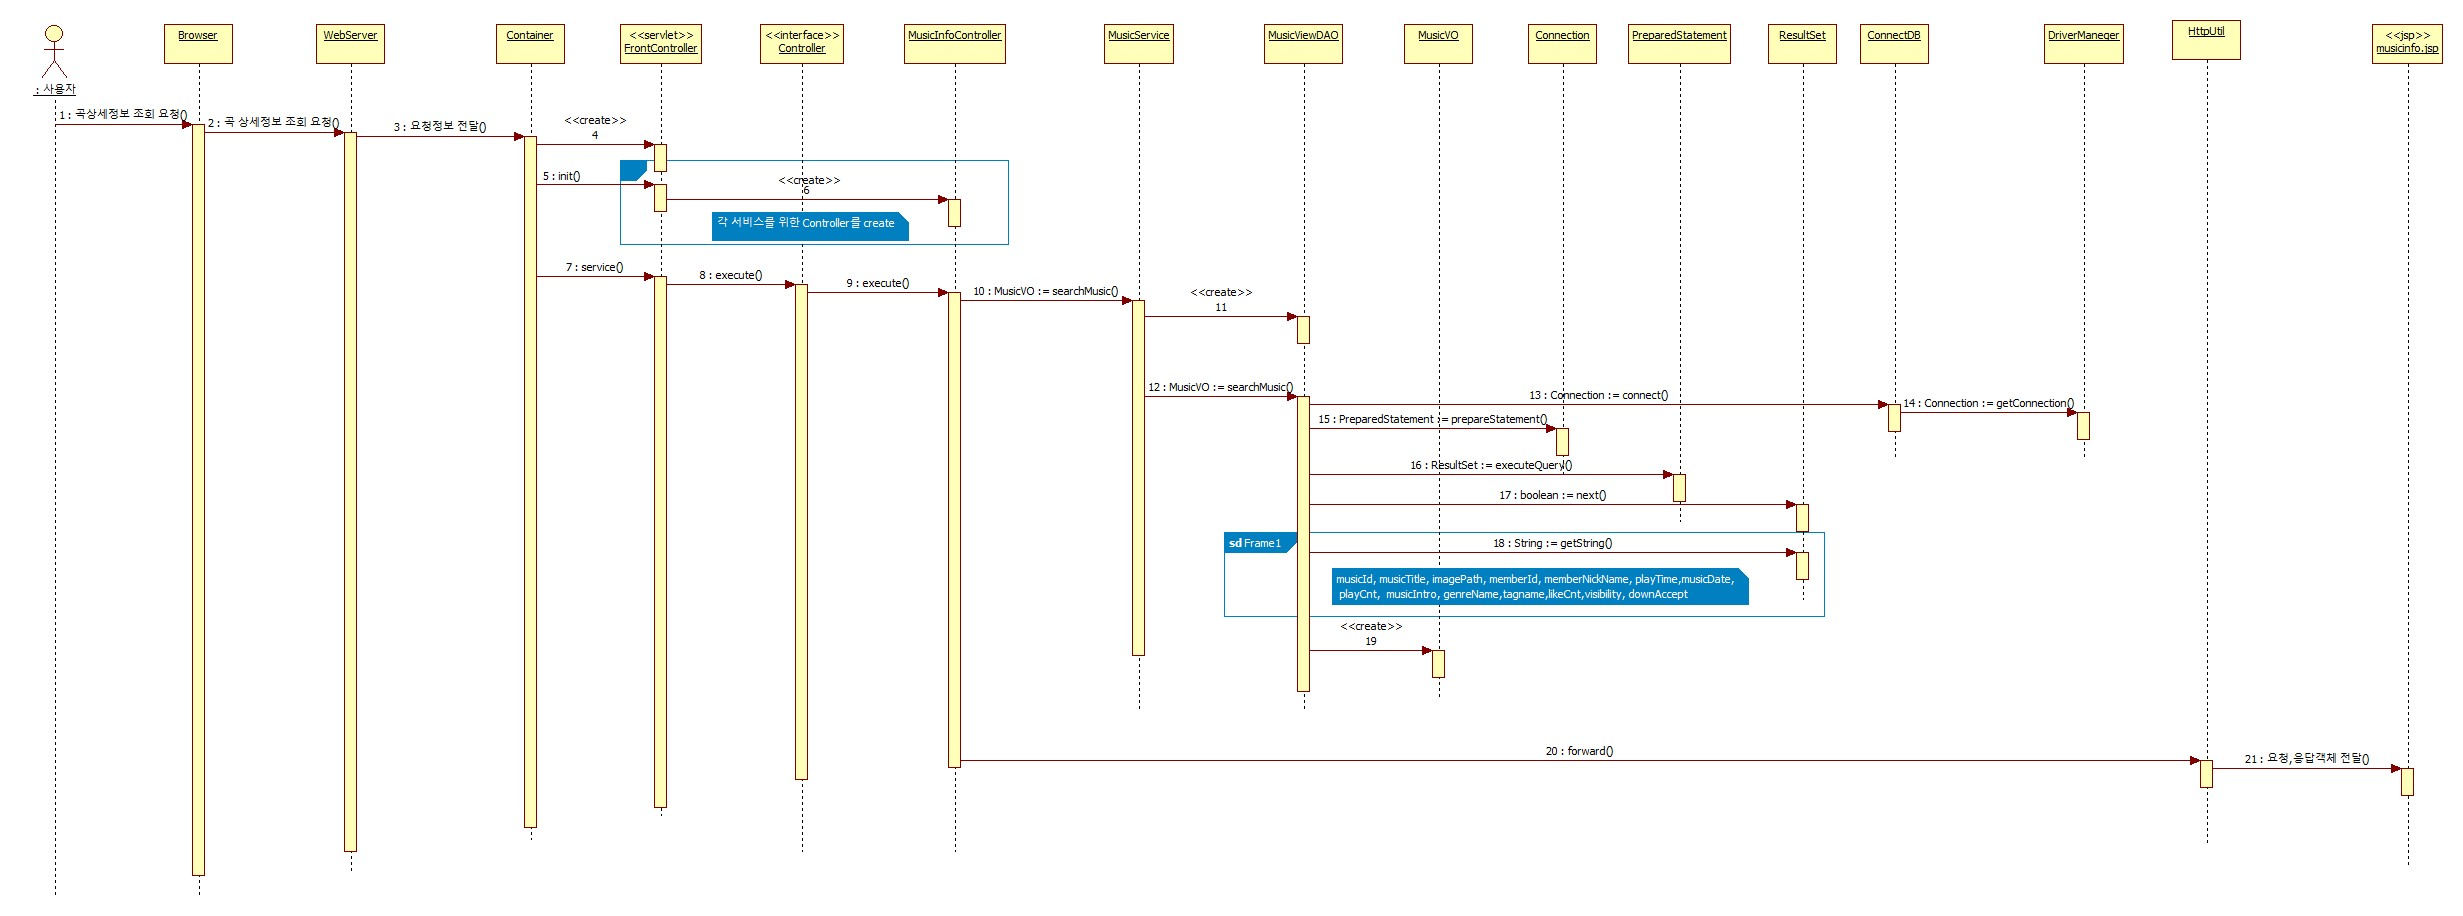 Browser
WebServer
Container
<<servlet>>
FrontController
<<interface>>
Controller
MusicInfoController
MusicService
MusicViewDAO
MusicVO
Connection
PreparedStatement
ResultSet
ConnectDB
DriverManeger
HttpUtil
<<jsp>>
musicinfo.jsp
: 사용자
1 : 곡상세정보 조회 요청()
2 : 곡 상세정보 조회 요청()
3 : 요청정보 전달()
<<create>>
4
5 : init()
<<create>>
6
각 서비스를 위한 Controller를 create
7 : service()
8 : execute()
9 : execute()
10 : MusicVO := searchMusic()
<<create>>
11
12 : MusicVO := searchMusic()
13 : Connection := connect()
14 : Connection := getConnection()
15 : PreparedStatement := prepareStatement()
16 : ResultSet := executeQuery()
17 : boolean := next()
sd Frame1
18 : String := getString()
musicId, musicTitle, imagePath, memberId, memberNickName, playTime,musicDate,
playCnt, musicIntro, genreName,tagname,likeCnt,visibility, downAccept
<<create>>
19
20 : forward()
21 : 요청,응답객체 전달()